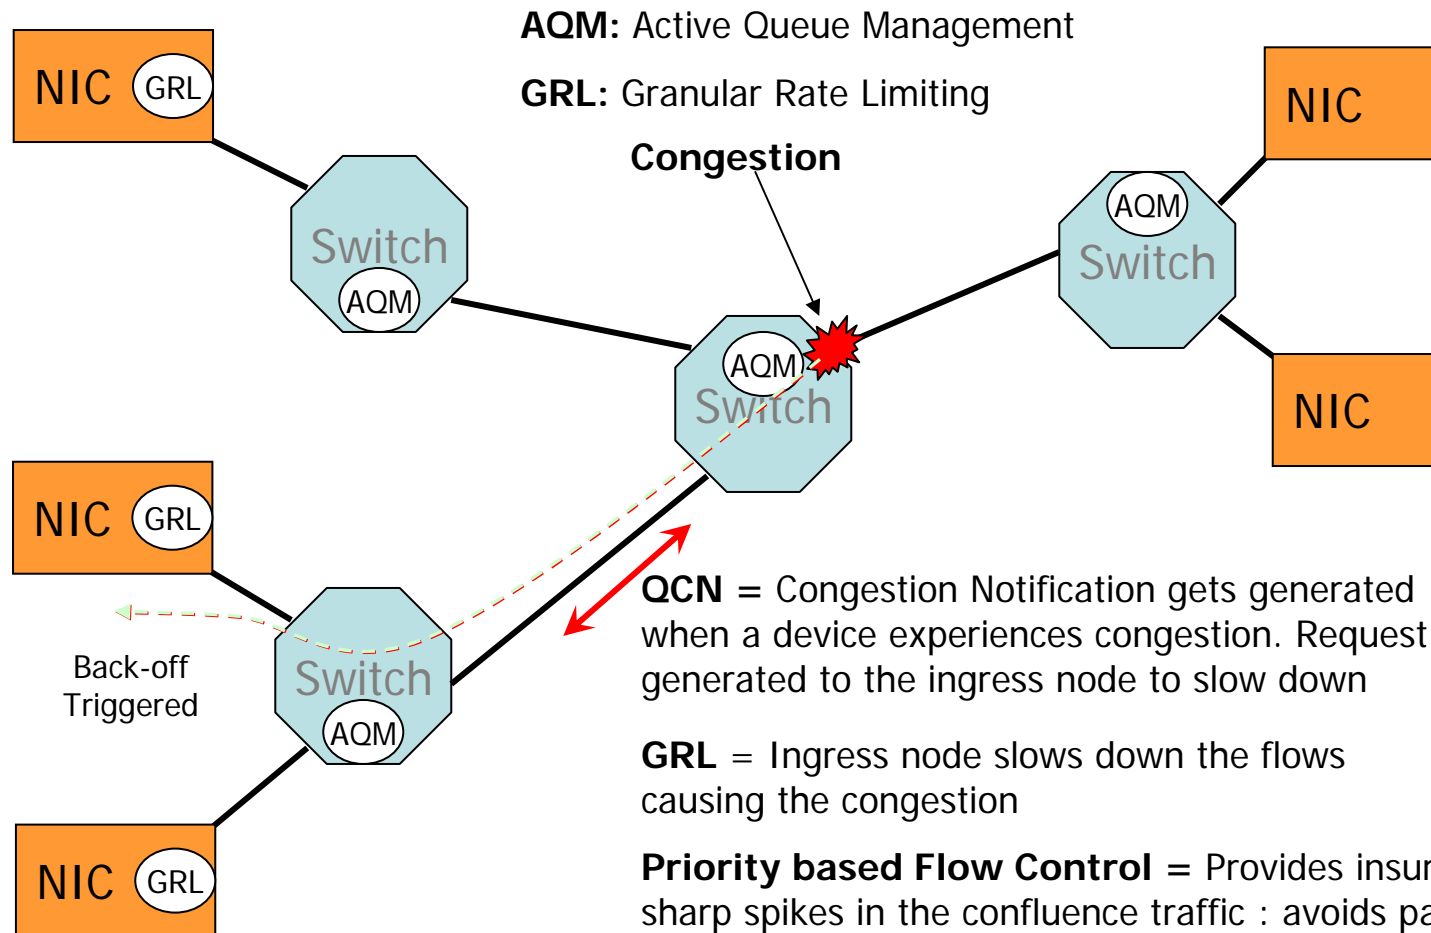 AQM: Active Queue Management
GRL: Granular Rate Limiting
Congestion
NIC
GRL
NIC
Switch
AQM
AQM
Switch
AQM
Switch
NIC
NIC
GRL
Back-off
Triggered
Switch
AQM
NIC
GRL
QCN = Congestion Notification gets generated
when a device experiences congestion. Request
generated to the ingress node to slow down
GRL = Ingress node slows down the flows
causing the congestion
Priority based Flow Control = Provides
sharp spikes in the confluence traffic : avoids